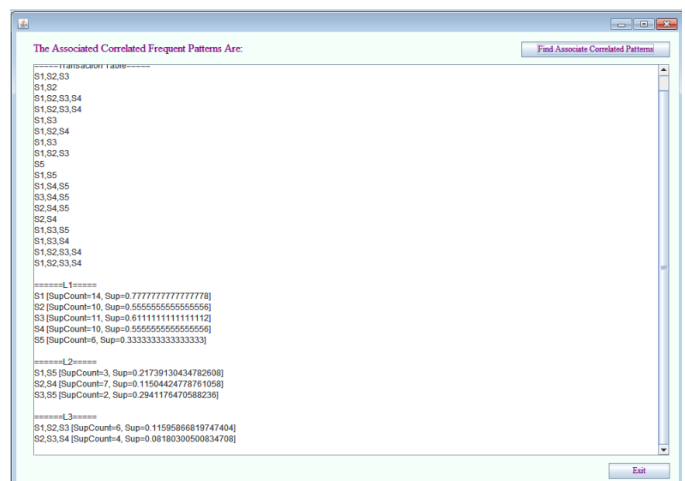 The Associated Correlated Frequent Patterns Are:
Find Associate Correlated Patterns
=====Transaction Table=====
S1,S2,S3
S1,S2
S1,S2,S3,S4
S1,S2,S3,S4
S1,S3
S1,S2,S4
S1,S3
S1,S2,S3
S5
S1,S5
S1,S4,S5
S3,S4,S5
S2,S4,S5
S2,S4
S1,S3,S5
S1,S3,S4
S1,S2,S3,S4
S1,S2,S3,S4
======L1=====
S1 [SupCount=14, Sup=0.7777777777777778]
S2 [SupCount=10, Sup=0.5555555555555556]
S3 [SupCount=11, Sup=0.6111111111111112]
S4 [SupCount=10, Sup=0.5555555555555556]
S5 [SupCount=6, Sup=0.3333333333333333]
======L2=====
S1,S5 [SupCount=3, Sup=0.21739130434782608]
S2,S4 [SupCount=7, Sup=0.11504424778761058]
S3,S5 [SupCount=2, Sup=0.2941176470588236]
======L3=====
S1,S2,S3 [SupCount=6, Sup=0.11595866819747404]
S2,S3,S4 [SupCount=4, Sup=0.08180300500834708]
Exit